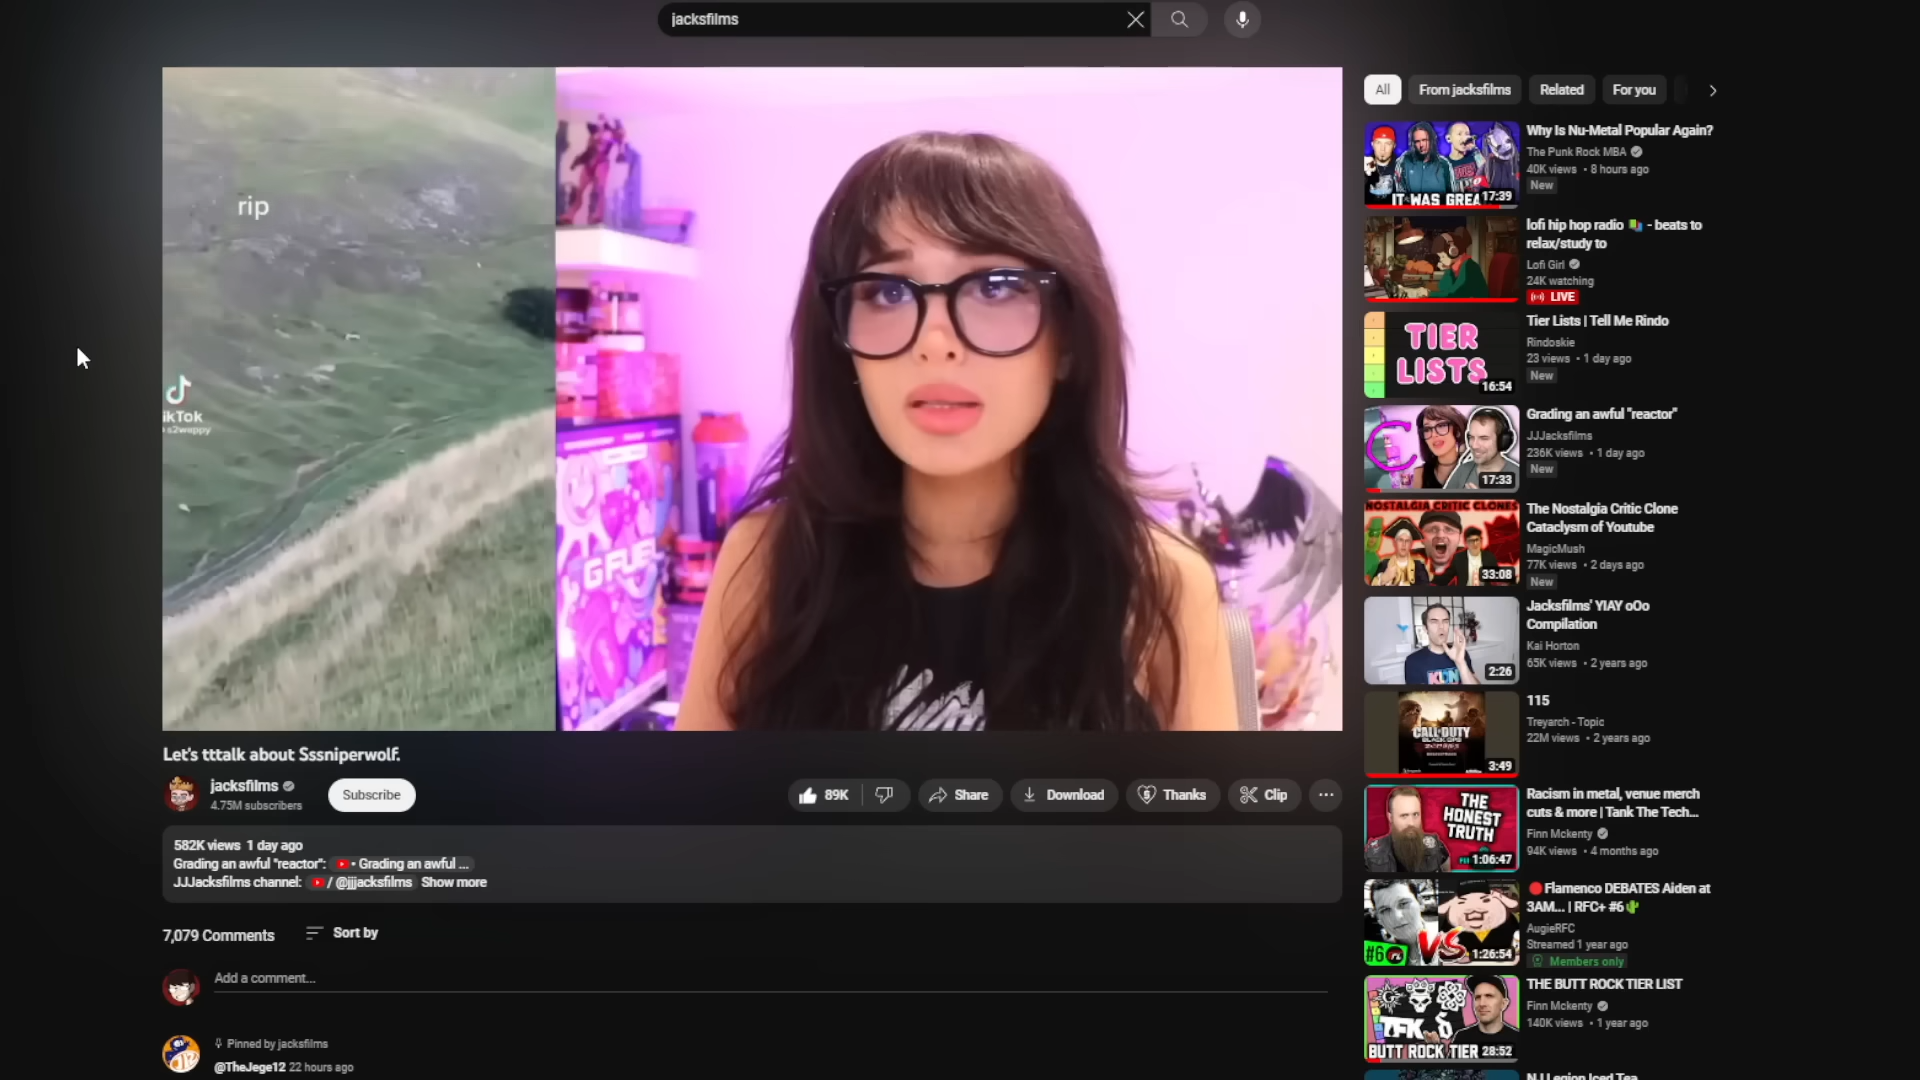 jacksfilms
rip
ikTok
G FUEL
Let's tttalk about Sssniperwolf.
jacksfilms
4.75M subscribers
Subscribe
89K
Share
Download
Thanks
Clip
582K views 1 day ago
Grading an awful "reactor": • Grading an awful ...
JJJacksfilms channel: / @jjjacksfilms Show more
7,079 Comments
Sort by
Add a comment...
Pinned by jacksfilms
@TheJege12 22 hours ago
All
From jacksfilms
Related
For you
IT WAS GREA
17:39
Why Is Nu-Metal Popular Again?
The Punk Rock MBA
40K views • 8 hours ago
New
lofi hip hop radio - beats to
relax/study to
Lofi Girl
24K watching
LIVE
TIER
LISTS
16:54
Tier Lists | Tell Me Rindo
Rindoskie
23 views • 1 day ago
New
17:33
Grading an awful "reactor"
JJJacksfilms
236K views • 1 day ago
New
NOSTALGIA CRITIC CLONES
33:08
The Nostalgia Critic Clone
Cataclysm of Youtube
MagicMush
77K views • 2 days ago
New
2:26
Jacksfilms' YIAY oOo
Compilation
Kai Horton
65K views • 2 years ago
CALL DUTY
3:49
115
Treyarch - Topic
22M views • 2 years ago
THE
HONEST
TRUTH
1:06:47
Racism in metal, venue merch
cuts & more | Tank The Tech...
Finn Mckenty
94K views • 4 months ago
#6
VS
1:26:54
Flamenco DEBATES Aiden at
3AM... | RFC+ #6
AugieRFC
Streamed 1 year ago
Members only
TFK
BUTT ROCK TIER
28:52
THE BUTT ROCK TIER LIST
Finn Mckenty
140K views • 1 year ago